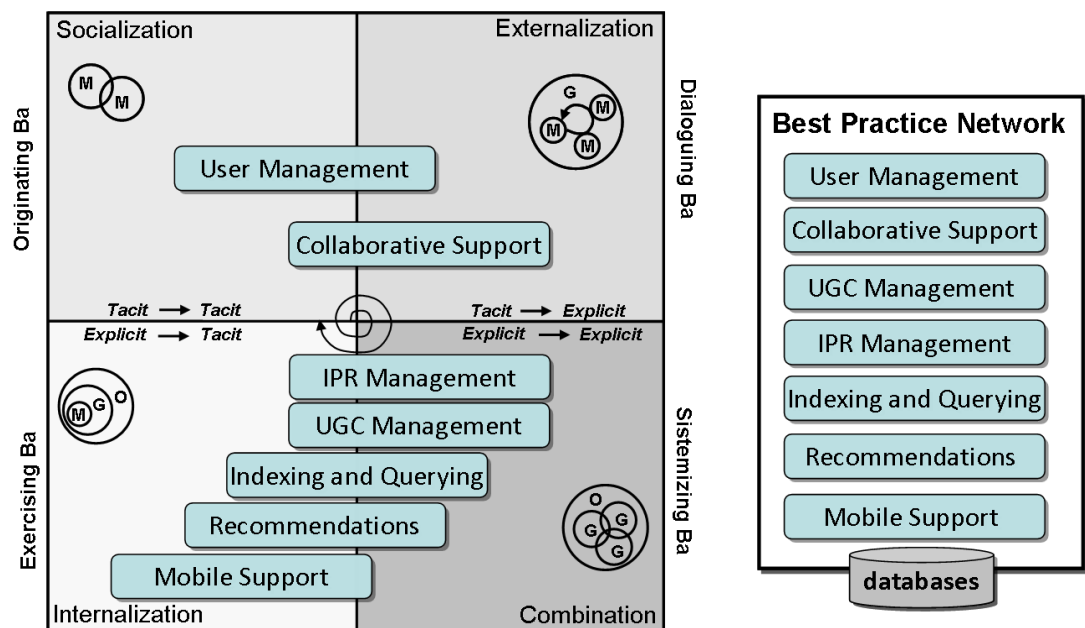 Socialization
Externalization
M
M
G
M
M
M
Originating Ba
Dialoguing Ba
User Management
Collaborative Support
Tacit → Tacit
Tacit → Explicit
Explicit → Tacit
Explicit → Explicit
M G O
O
G
G
G
Exercising Ba
Sistemizing Ba
IPR Management
UGC Management
Indexing and Querying
Recommendations
Mobile Support
Internalization
Combination
Best Practice Network
User Management
Collaborative Support
UGC Management
IPR Management
Indexing and Querying
Recommendations
Mobile Support
databases